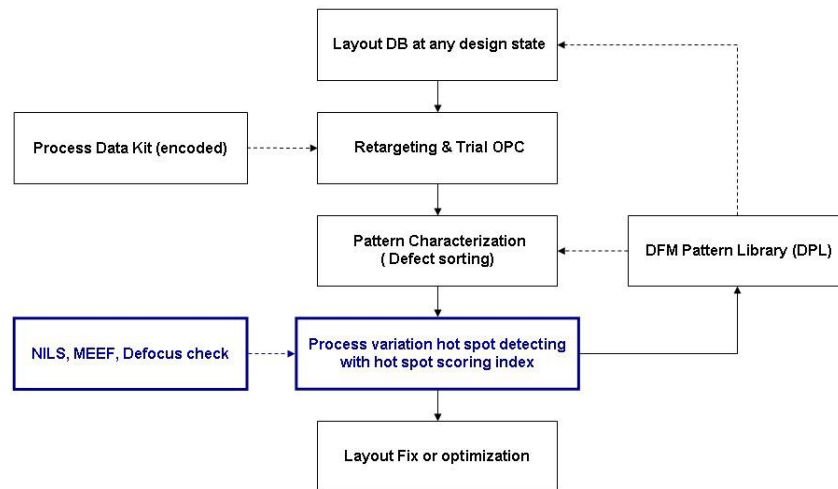 Layout DB at any design state
Process Data Kit (encoded)
Retargeting & Trial OPC
Pattern Characterization
( Defect sorting)
DFM Pattern Library (DPL)
NILS, MEEF, Defocus check
Process variation hot spot detecting
with hot spot scoring index
Layout Fix or optimization